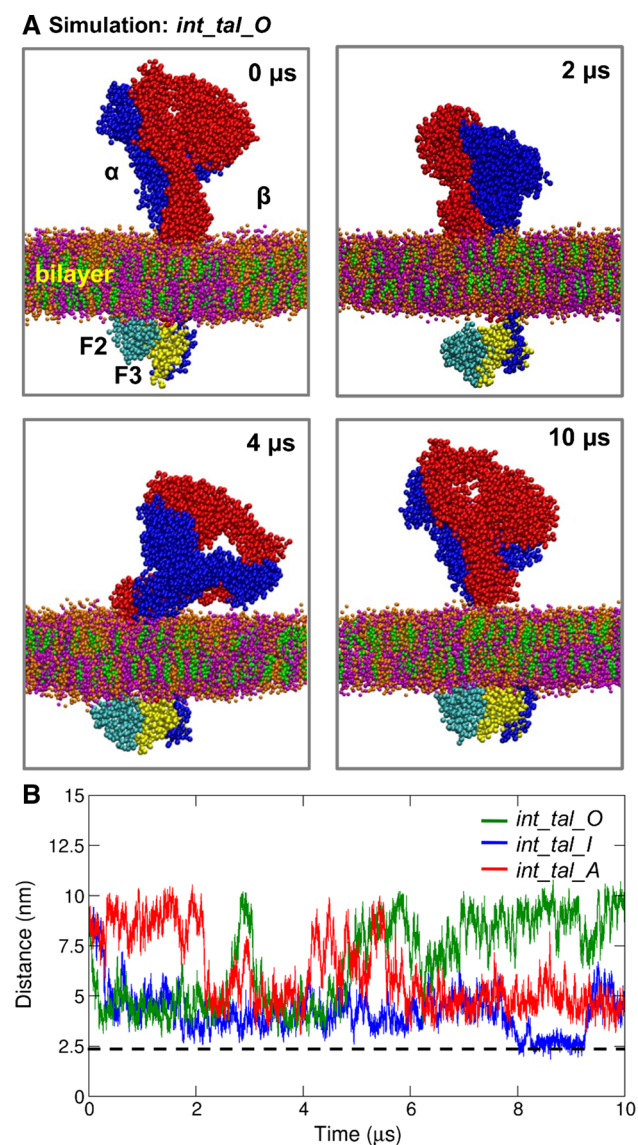 A Simulation: int_tal_O
0 µs
α
β
bilayer
F2
F3
2 µs
4 µs
10 µs
B
15
12.5
10
7.5
5
2.5
0
Distance (nm)
int_tal_O
int_tal_I
int_tal_A
0 2 4 6 8 10
Time (µs)